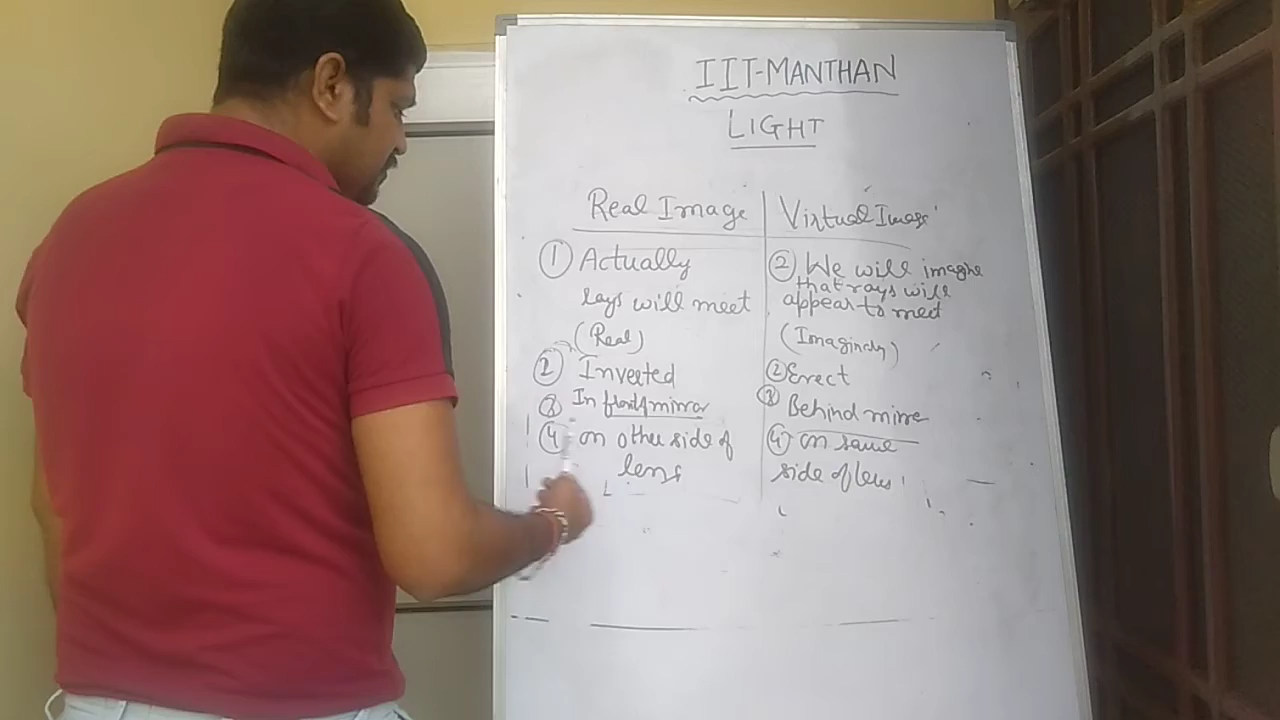 IIT-MANTHAN
LIGHT
Real Image
① Actually
rays will meet
(Real)
② Inverted
③ In front of mirror
④ on other side of
lens
Virtual Image
② We will imagine
that rays will
appear to meet
② Erect
③ Behind mirror
④ on same
side of lens